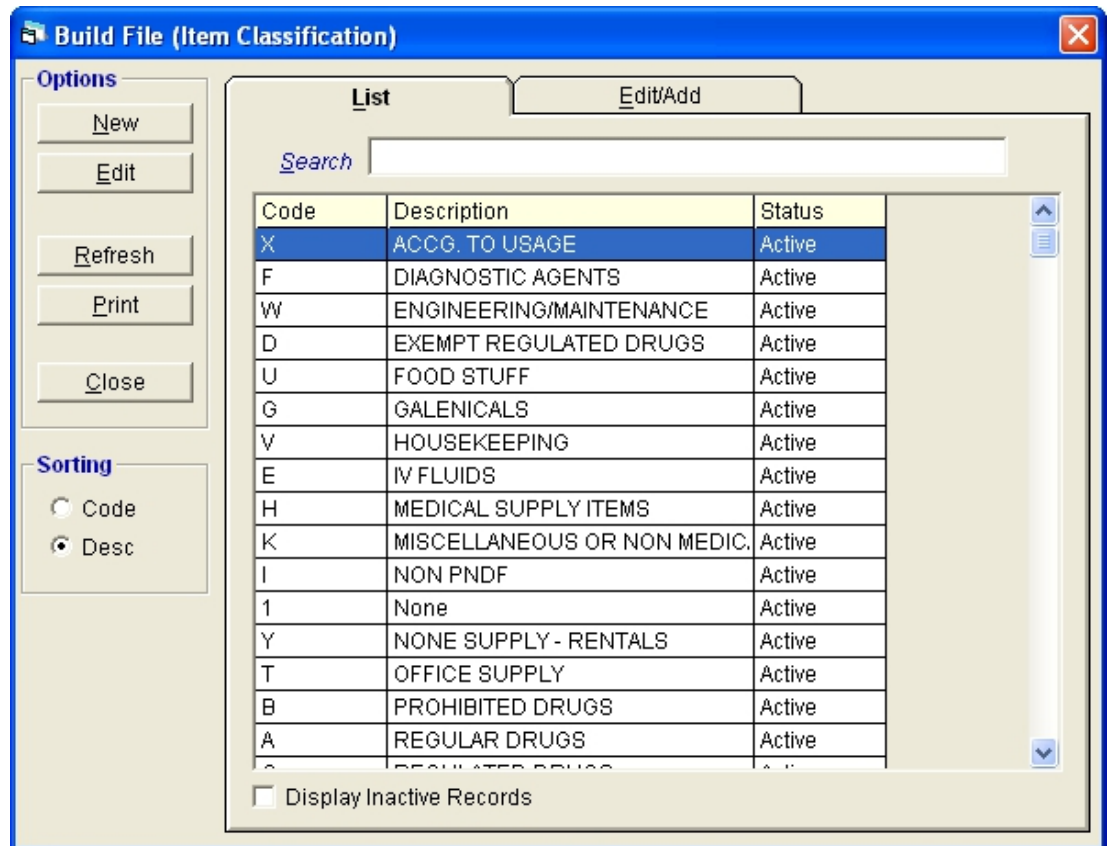 Build File (Item Classification)
Options
New
Edit
Refresh
Print
Close
Sorting
Code
Desc
List Edit/Add
Search
Code Description Status
X ACCG. TO USAGE Active
F DIAGNOSTIC AGENTS Active
W ENGINEERING/MAINTENANCE Active
D EXEMPT REGULATED DRUGS Active
U FOOD STUFF Active
G GALENICALS Active
V HOUSEKEEPING Active
E IV FLUIDS Active
H MEDICAL SUPPLY ITEMS Active
K MISCELLANEOUS OR NON MEDIC. Active
I NON PNDF Active
1 None Active
Y NONE SUPPLY - RENTALS Active
T OFFICE SUPPLY Active
B PROHIBITED DRUGS Active
A REGULAR DRUGS Active
Display Inactive Records